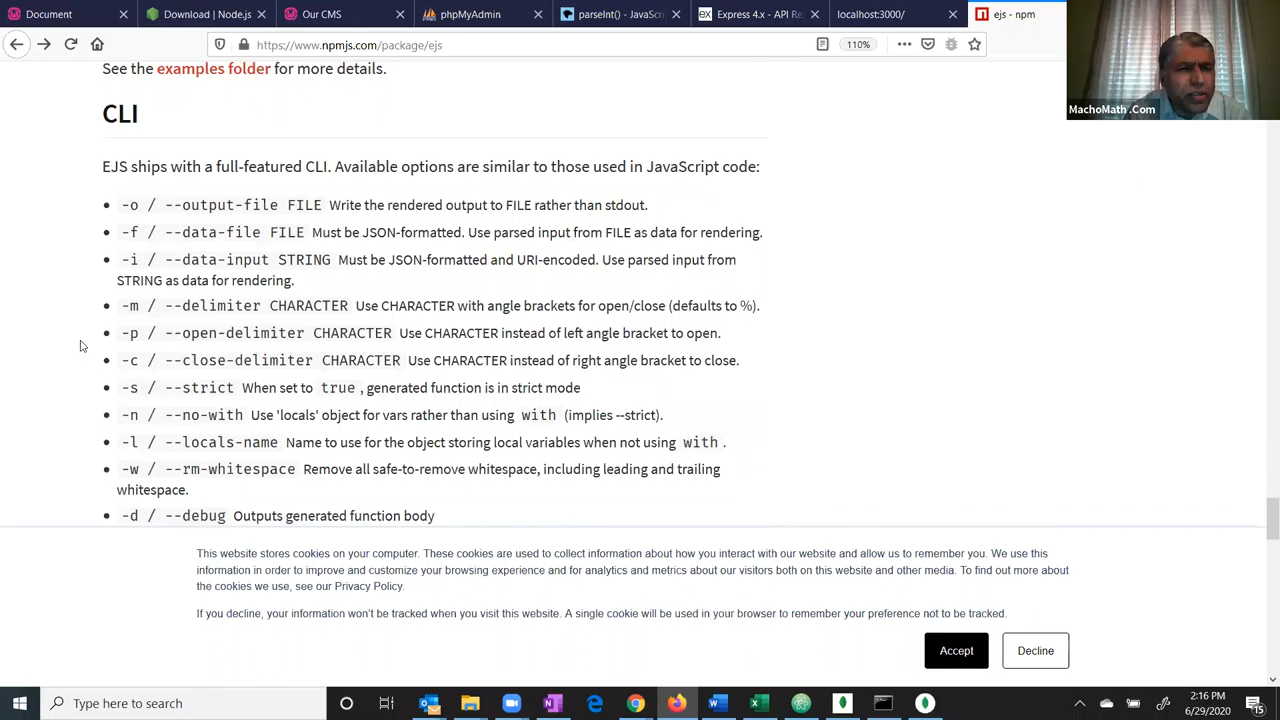 Document
Download | Node.js
Our CMS
phpMyAdmin
parseInt() - JavaScri
Express 4.x - API Re
localhost:3000/
ejs - npm
https://www.npmjs.com/package/ejs
110%
MachoMath .Com
See the examples folder for more details.
CLI
EJS ships with a full-featured CLI. Available options are similar to those used in JavaScript code:
-o / --output-file FILE Write the rendered output to FILE rather than stdout.
-f / --data-file FILE Must be JSON-formatted. Use parsed input from FILE as data for rendering.
-i / --data-input STRING Must be JSON-formatted and URI-encoded. Use parsed input from
STRING as data for rendering.
-m / --delimiter CHARACTER Use CHARACTER with angle brackets for open/close (defaults to %).
-p / --open-delimiter CHARACTER Use CHARACTER instead of left angle bracket to open.
-c / --close-delimiter CHARACTER Use CHARACTER instead of right angle bracket to close.
-s / --strict When set to true , generated function is in strict mode
-n / --no-with Use 'locals' object for vars rather than using with (implies --strict).
-l / --locals-name Name to use for the object storing local variables when not using with .
-w / --rm-whitespace Remove all safe-to-remove whitespace, including leading and trailing
whitespace.
-d / --debug Outputs generated function body
This website stores cookies on your computer. These cookies are used to collect information about how you interact with our website and allow us to remember you. We use this
information in order to improve and customize your browsing experience and for analytics and metrics about our visitors both on this website and other media. To find out more about
the cookies we use, see our Privacy Policy.
If you decline, your information won't be tracked when you visit this website. A single cookie will be used in your browser to remember your preference not to be tracked.
Accept
Decline
Type here to search
2:16 PM
6/29/2020
15